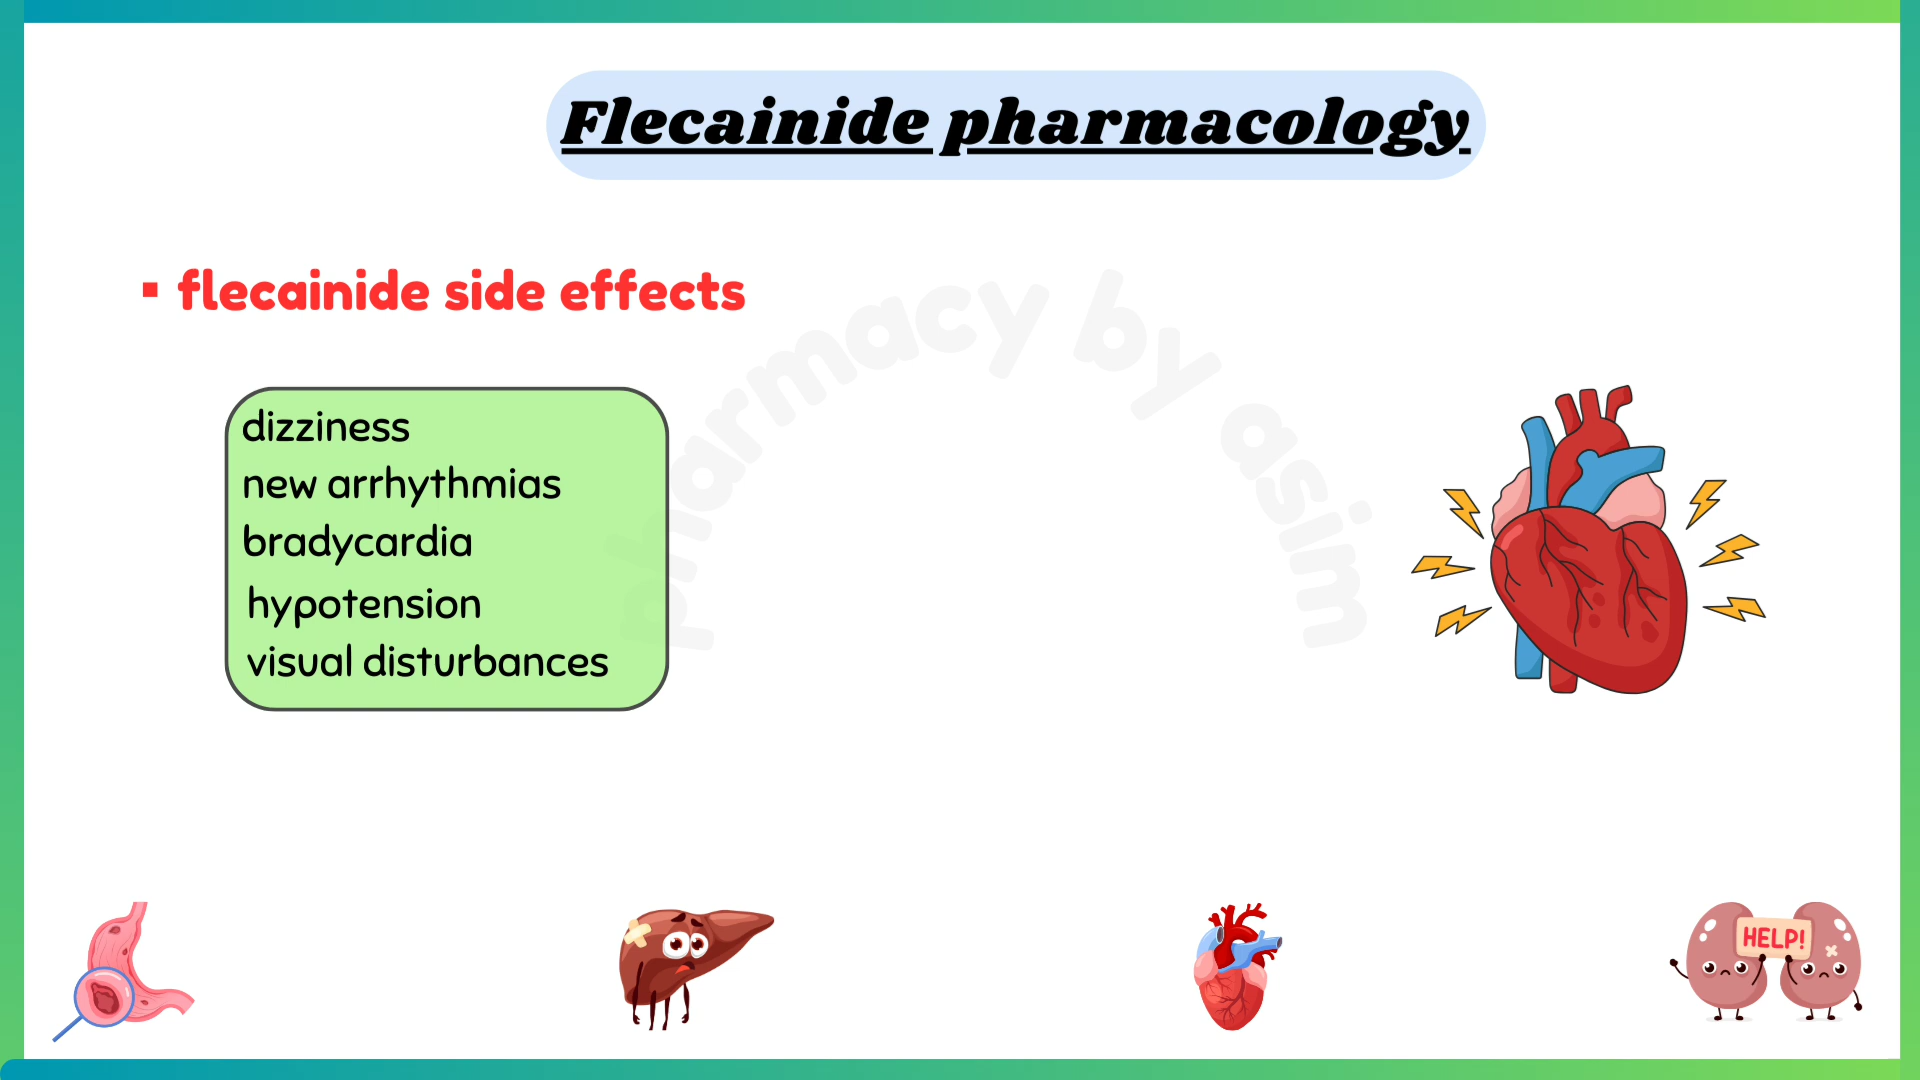 Flecainide pharmacology
▪ flecainide side effects
pharmacy by asim
dizziness
new arrhythmias
bradycardia
hypotension
visual disturbances
HELP!